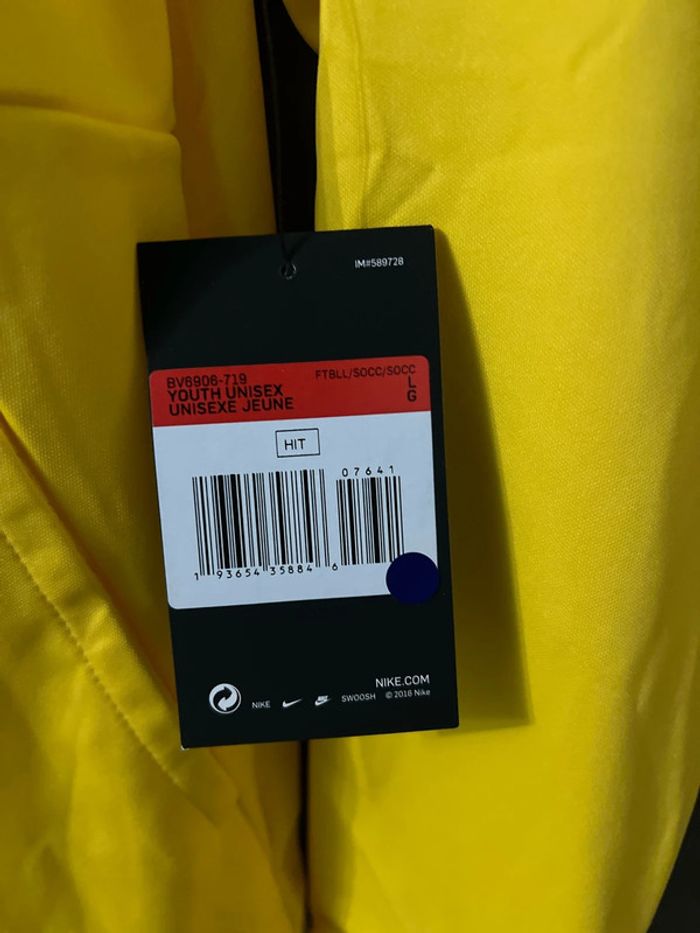 IM#589728
BV6906-719 FTBLL/SOCC/SOCC
YOUTH UNISEX L
UNISEXE JEUNE G
HIT
07641
1 93654 35884 6
NIKE.COM
NIKE SWOOSH © 2018 Nike